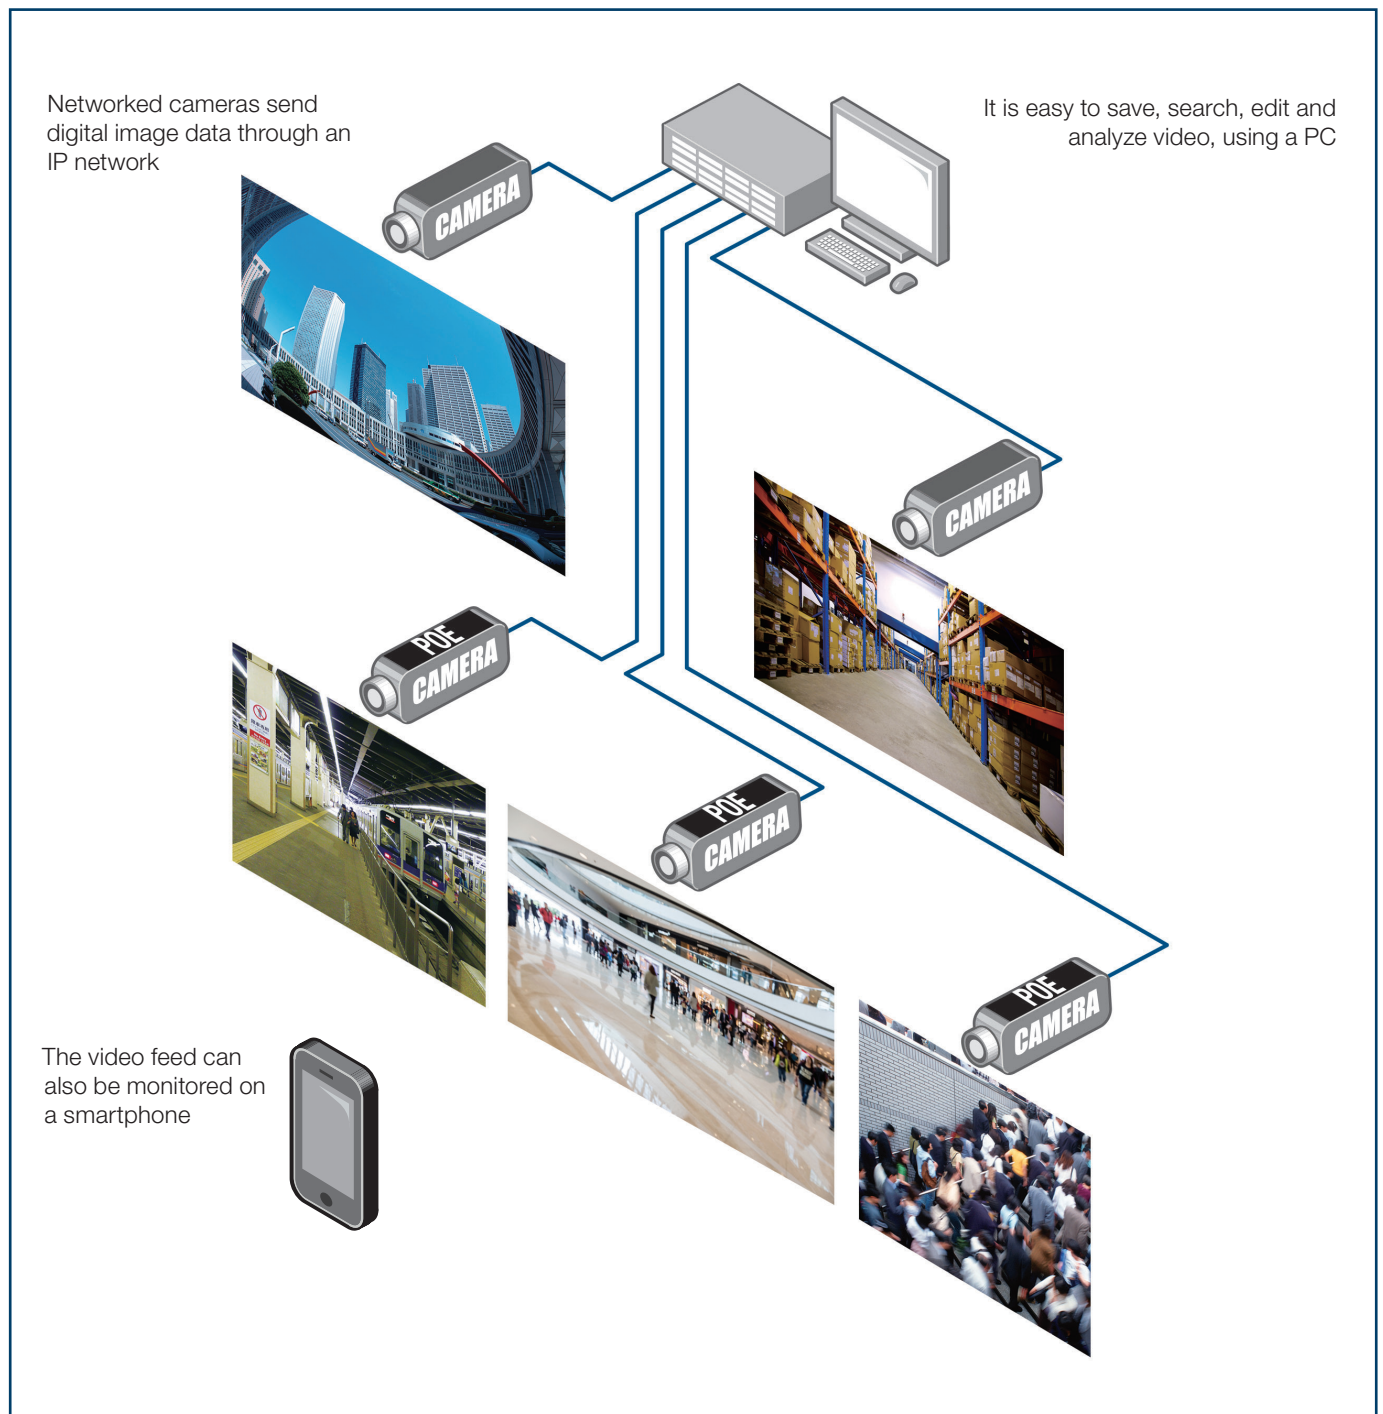 Networked cameras send
digital image data through an
IP network
It is easy to save, search, edit and
analyze video, using a PC
CAMERA
CAMERA
POE
CAMERA
POE
CAMERA
POE
CAMERA
The video feed can
also be monitored on
a smartphone